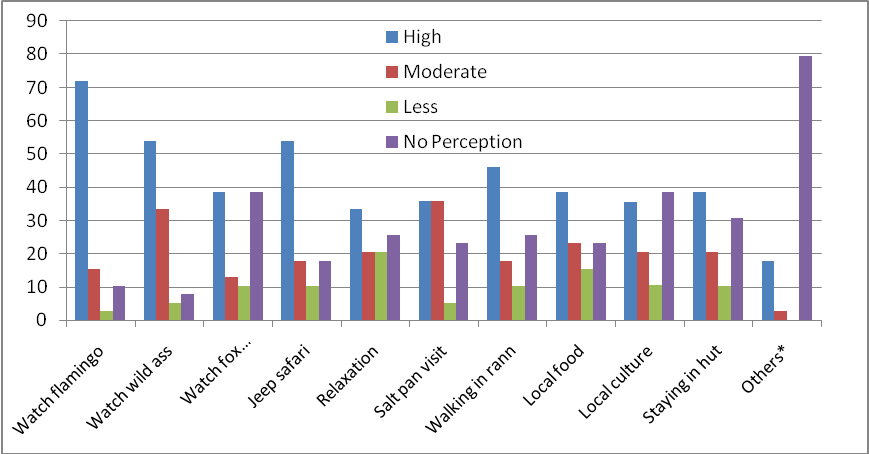 90
80
70
60
50
40
30
20
10
0
High
Moderate
Less
No Perception
Watch flamingo
Watch wild ass
Watch fox...
Jeep safari
Relaxation
Salt pan visit
Walking in rann
Local food
Local culture
Staying in hut
Others*